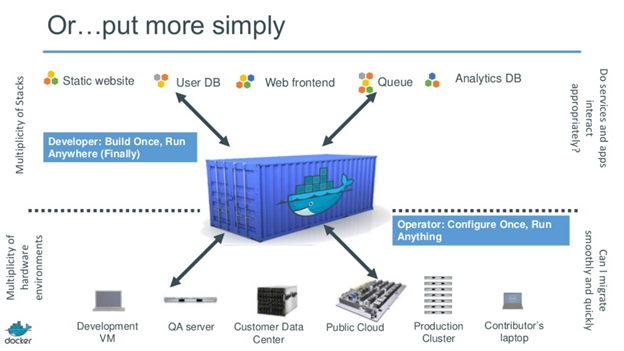 Or…put more simply
Multiplicity of Stacks
Static website
User DB
Web frontend
Queue
Analytics DB
Do services and apps
interact
appropriately?
Developer: Build Once, Run
Anywhere (Finally)
Operator: Configure Once, Run
Anything
Multiplicity of
hardware
environments
Can I migrate
smoothly and quickly
Development
VM
QA server
Customer Data
Center
Public Cloud
Production
Cluster
Contributor’s
laptop
docker